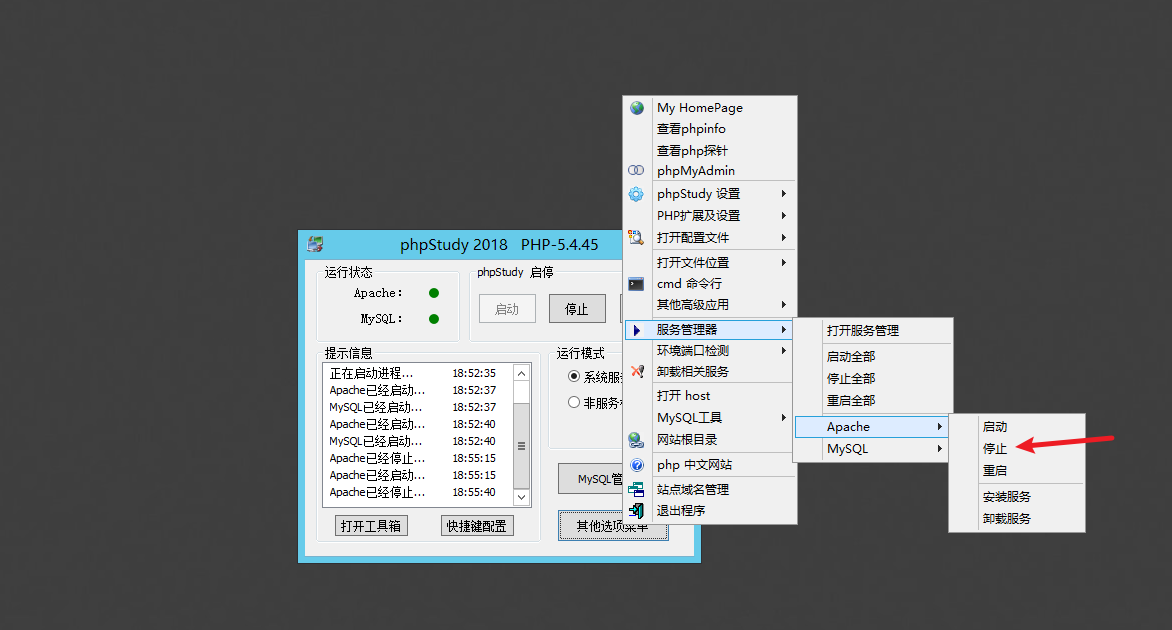 My HomePage
查看phpinfo
查看php探针
phpMyAdmin
phpStudy 设置
PHP扩展及设置
打开配置文件
打开文件位置
cmd 命令行
其他高级应用
服务管理器
环境端口检测
卸载相关服务
打开 host
MySQL工具
网站根目录
php 中文网站
站点域名管理
退出程序
打开服务管理
启动全部
停止全部
重启全部
Apache
MySQL
启动
停止
重启
安装服务
卸载服务
phpStudy 2018 PHP-5.4.45
运行状态
Apache:
MySQL:
phpStudy 启停
启动
停止
提示信息
正在启动进程... 18:52:35
Apache已经启动... 18:52:37
MySQL已经启动... 18:52:37
Apache已经启动... 18:52:40
MySQL已经启动... 18:52:40
Apache已经停止... 18:55:15
Apache已经启动... 18:55:15
Apache已经停止... 18:55:40
打开工具箱
快捷键配置
运行模式
系统服
非服务
MySQL管
其他选项菜单